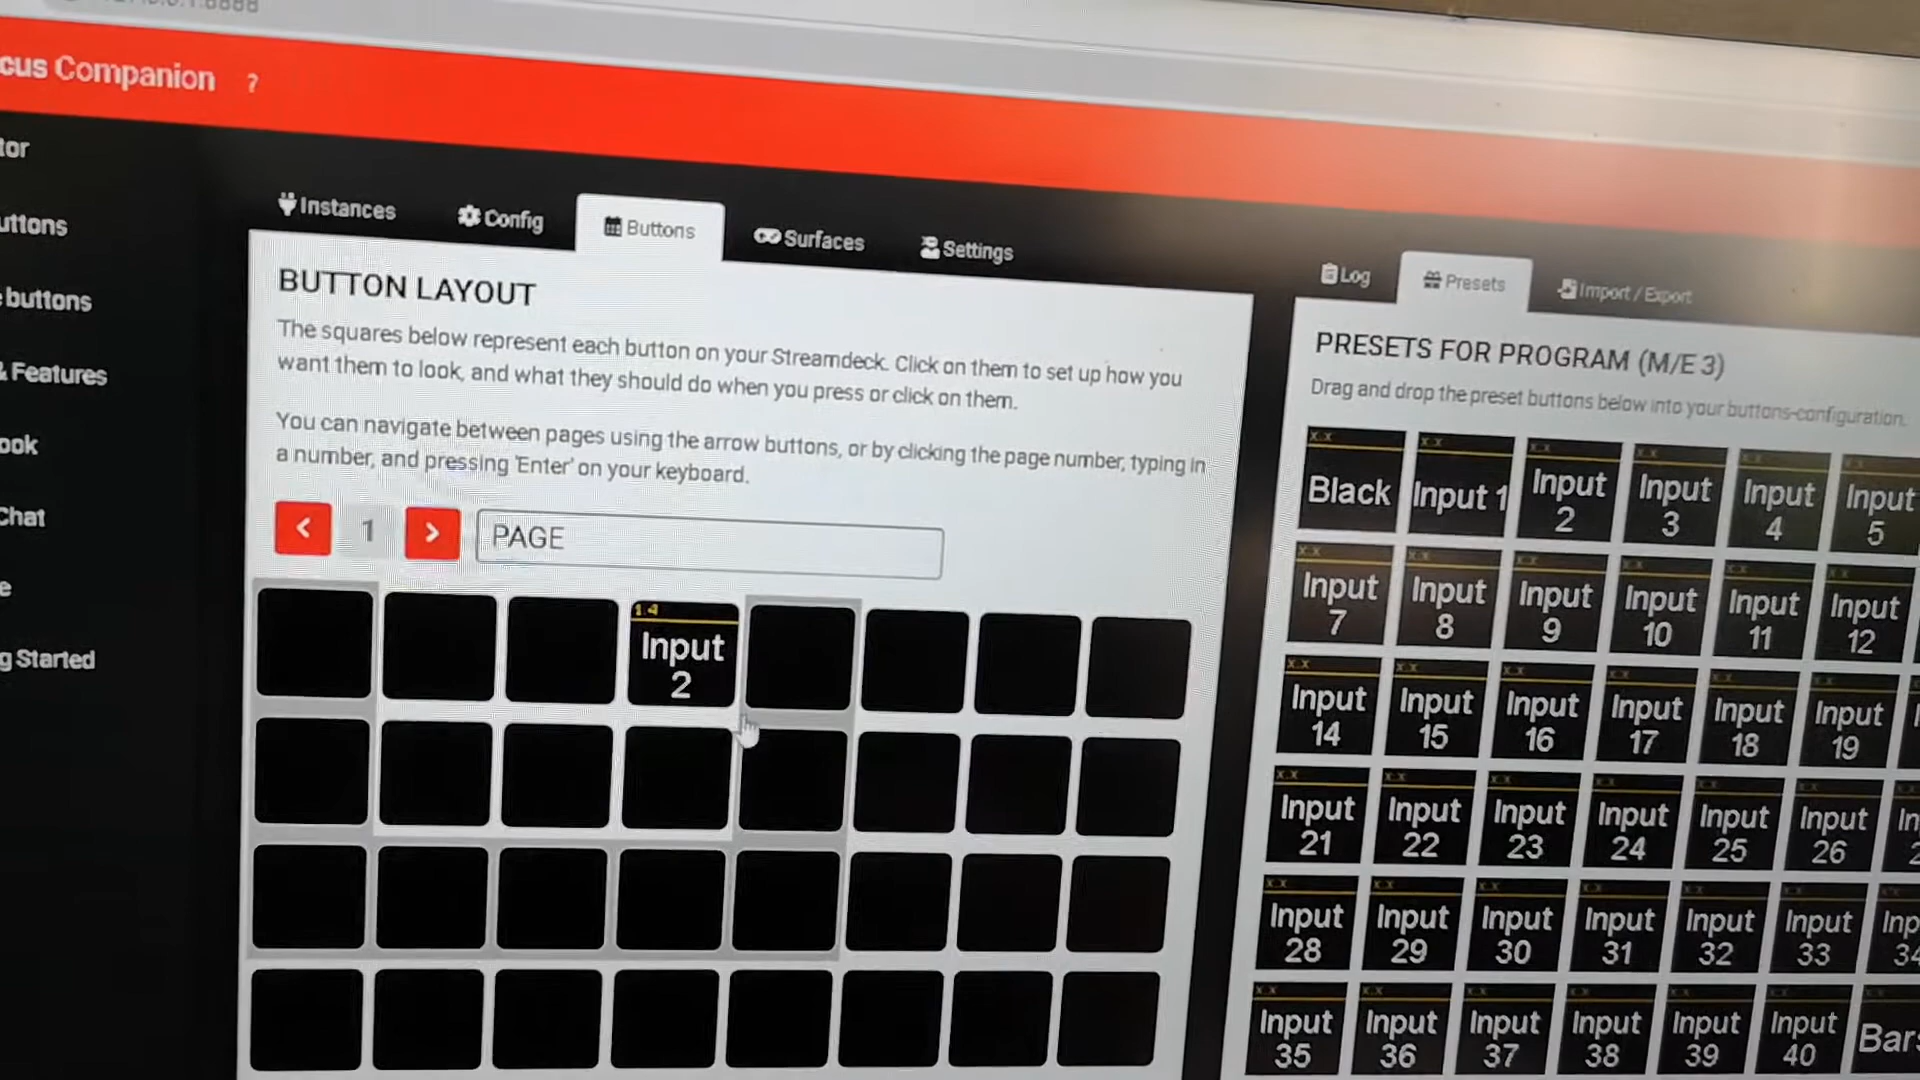 cus Companion ?
tor
uttons
buttons
& Features
ook
Chat
e
g Started
Instances Config Buttons Surfaces Settings
BUTTON LAYOUT
The squares below represent each button on your Streamdeck. Click on them to set up how you
want them to look, and what they should do when you press or click on them.
You can navigate between pages using the arrow buttons, or by clicking the page number, typing in
a number, and pressing 'Enter' on your keyboard.
< 1 > PAGE
1.4
Input
2
Log Presets Import / Export
PRESETS FOR PROGRAM (M/E 3)
Drag and drop the preset buttons below into your buttons-configuration.
x.x x.x x.x x.x x.x x.x
Black Input 1 Input 2 Input 3 Input 4 Input 5
x.x x.x x.x x.x x.x x.x
Input 7 Input 8 Input 9 Input 10 Input 11 Input 12
x.x x.x x.x x.x x.x x.x
Input 14 Input 15 Input 16 Input 17 Input 18 Input 19
x.x x.x x.x x.x x.x x.x
Input 21 Input 22 Input 23 Input 24 Input 25 Input 26 In
x.x x.x x.x x.x x.x x.x
Input 28 Input 29 Input 30 Input 31 Input 32 Input 33 Inp 34
x.x x.x x.x x.x x.x x.x
Input 35 Input 36 Input 37 Input 38 Input 39 Input 40 Bars